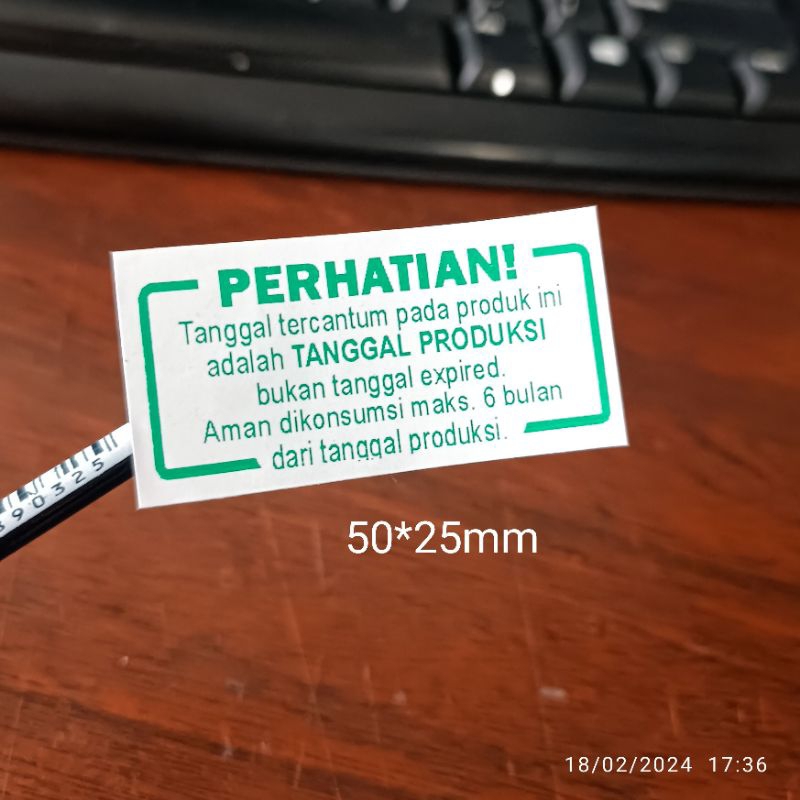 PERHATIAN!
Tanggal tercantum pada produk ini
adalah TANGGAL PRODUKSI
bukan tanggal expired.
Aman dikonsumsi maks. 6 bulan
dari tanggal produksi.
390325
50*25mm
18/02/2024 17:36